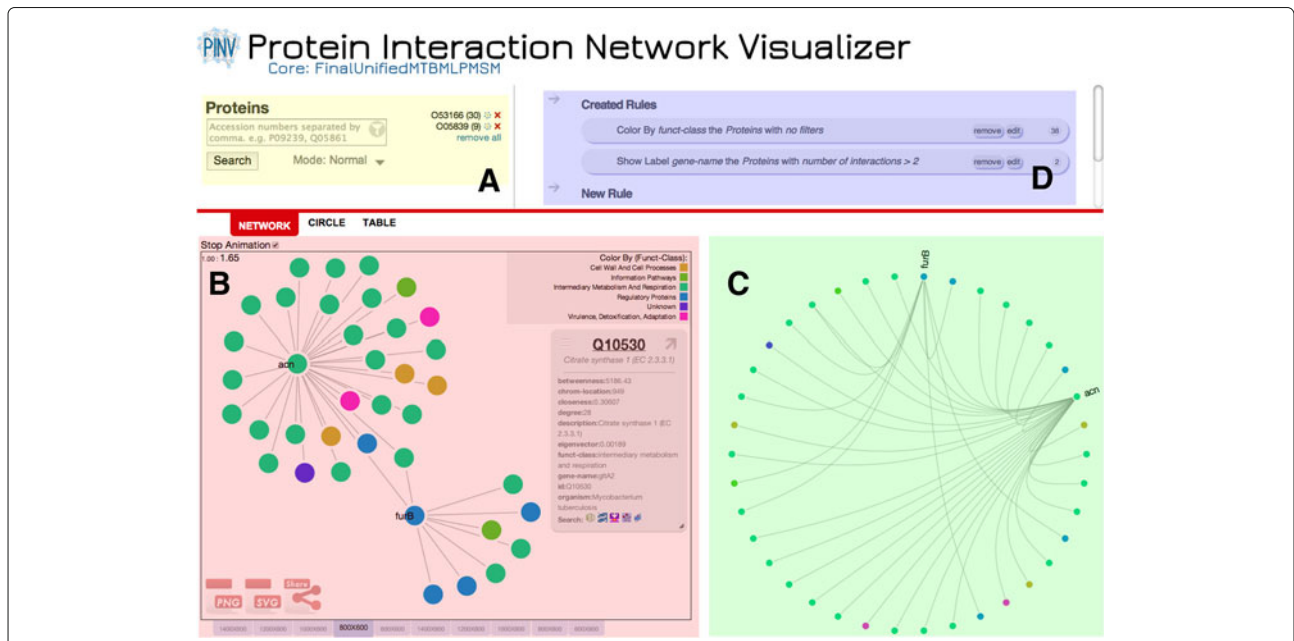 PINV Protein Interaction Network Visualizer
Core: FinalUnifiedMTBMLPMSM
Proteins
Accession numbers separated by
comma. e.g. P09239, Q05861
Search
Mode: Normal
O53166 (30)
O05839 (9)
remove all
A
Created Rules
Color By funct-class the Proteins with no filters
remove edit 36
Show Label gene-name the Proteins with number of interactions > 2
remove edit 2
New Rule
D
NETWORK CIRCLE TABLE
Stop Animation
1.00 : 1.65
B
Color By (Funct-Class):
Cell Wall And Cell Processes
Information Pathways
Intermediary Metabolism And Respiration
Regulatory Proteins
Unknown
Virulence, Detoxification, Adaptation
acn
furB
Q10530
Citrate synthase 1 (EC 2.3.3.1)
betweenness:5186.43
chrom-location:949
closeness:0.30607
degree:28
description:Citrate synthase 1 (EC
2.3.3.1)
eigenvector:0.00189
funct-class:intermediary metabolism
and respiration
gene-name:gltA2
id:Q10530
organism:Mycobacterium
tuberculosis
Search:
PNG
SVG
Share
800X600
C
furB
acn